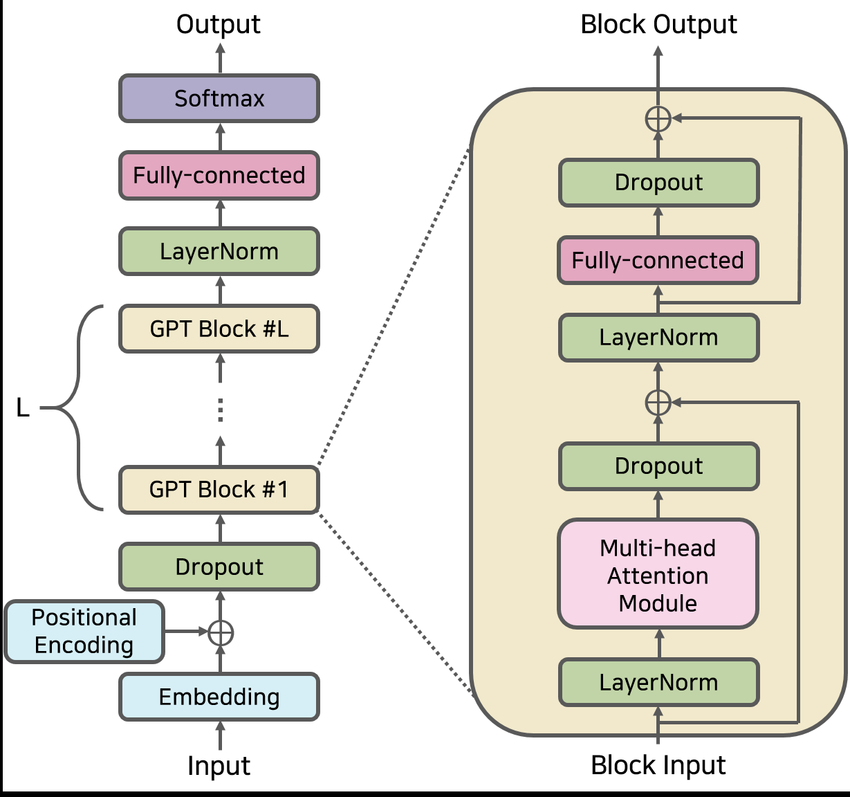 Output
Softmax
Fully-connected
LayerNorm
GPT Block #L
L
GPT Block #1
Dropout
Positional
Encoding
Embedding
Input
Block Output
Dropout
Fully-connected
LayerNorm
Dropout
Multi-head
Attention
Module
LayerNorm
Block Input